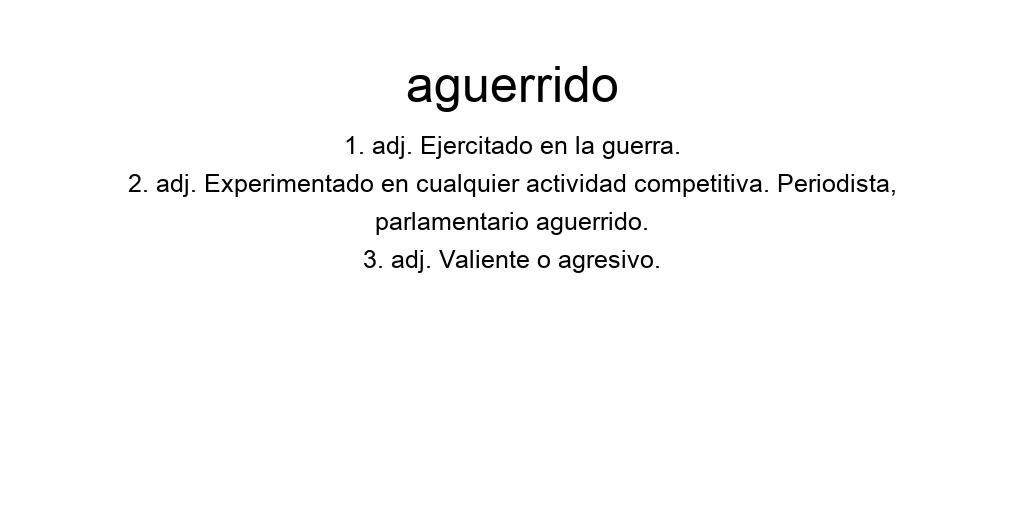 aguerrido
1. adj. Ejercitado en la guerra.
2. adj. Experimentado en cualquier actividad competitiva. Periodista,
parlamentario aguerrido.
3. adj. Valiente o agresivo.